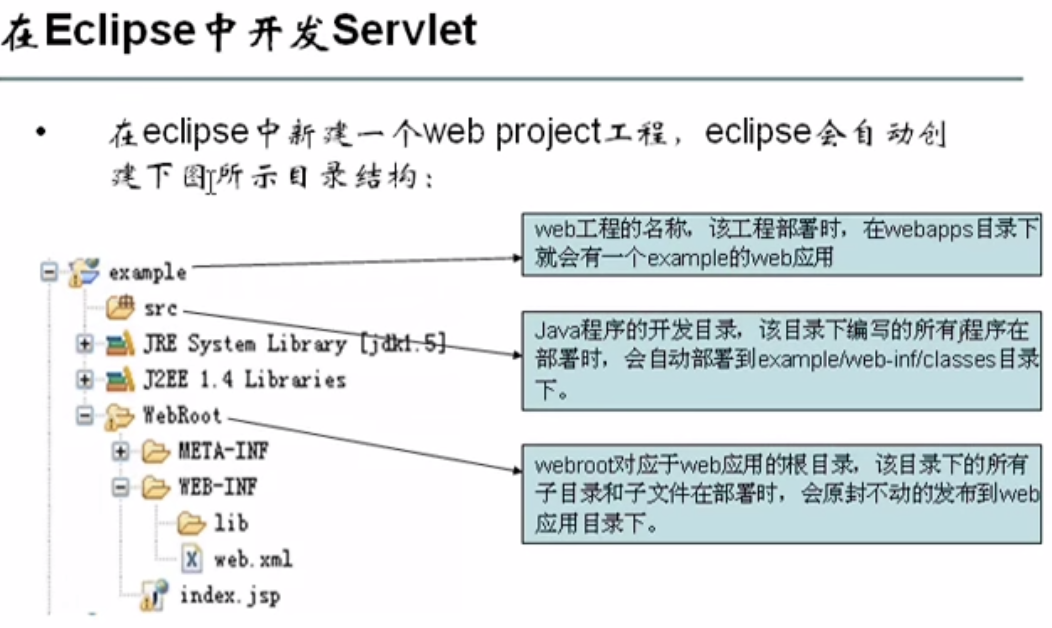 在Eclipse中开发Servlet
• 在eclipse中新建一个web project工程，eclipse会自动创
建下图所示目录结构：
web工程的名称，该工程部署时，在webapps目录下
就会有一个example的web应用
example
src
Java程序的开发目录，该目录下编写的所有j程序在
部署时，会自动部署到example/web-inf/classes目录
下。
JRE System Library [jdk1.5]
J2EE 1.4 Libraries
WebRoot
webroot对应于web应用的根目录，该目录下的所有
子目录和子文件在部署时，会原封不动的发布到web
应用目录下。
META-INF
WEB-INF
lib
web.xml
index.jsp